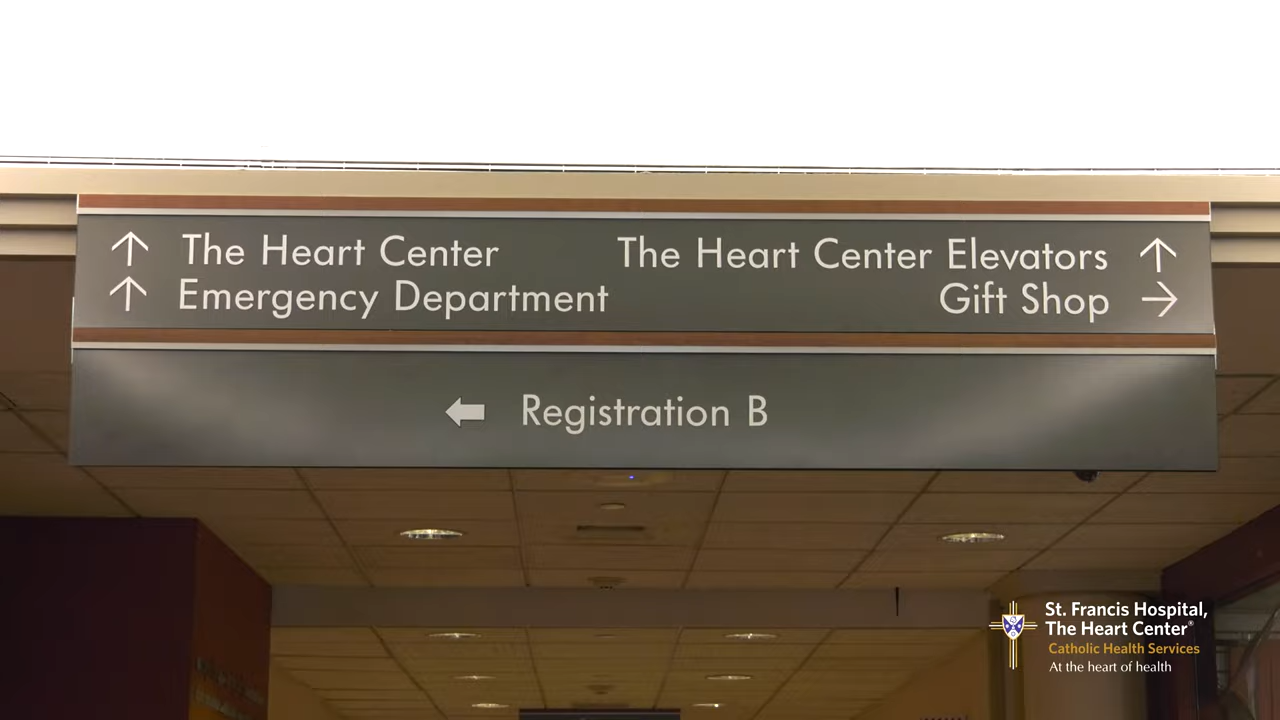 The Heart Center
Emergency Department
The Heart Center Elevators
Gift Shop
Registration B
St. Francis Hospital,
The Heart Center®
Catholic Health Services
At the heart of health